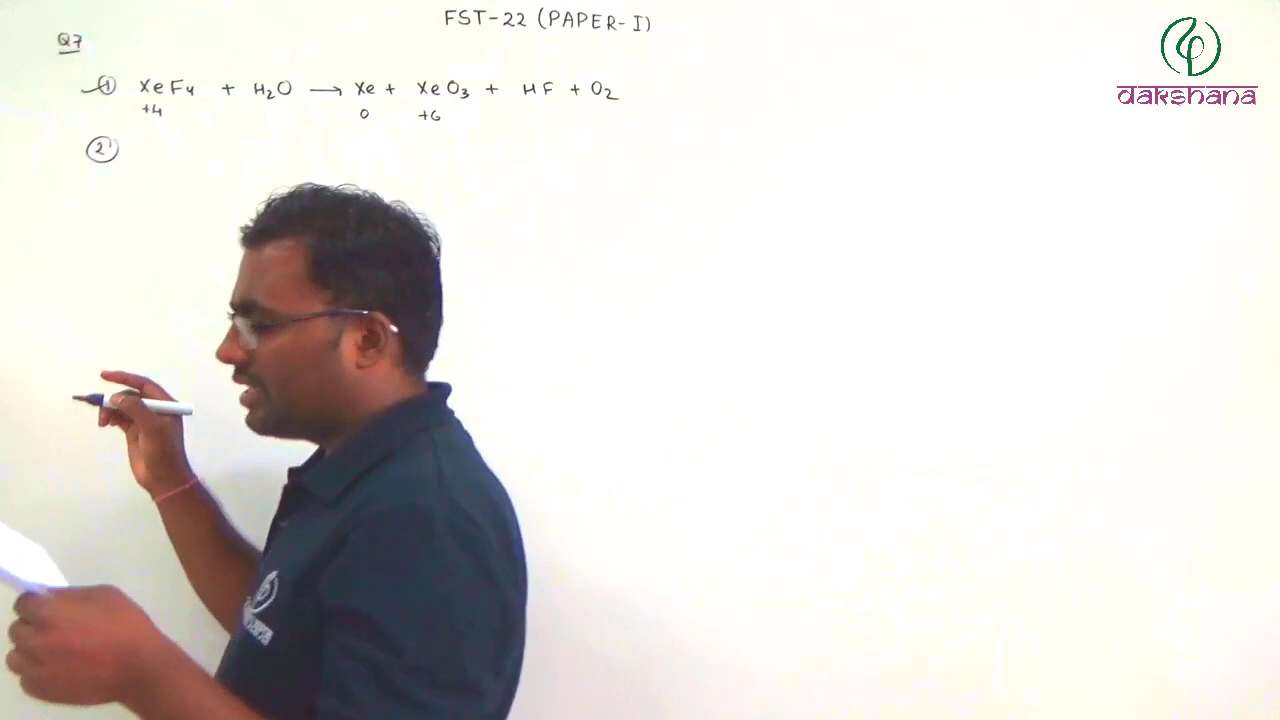 FST-22 (PAPER-I)
Q7
1 XeF4 + H2O → Xe + XeO3 + HF + O2
+4 0 +6
2
dakshana